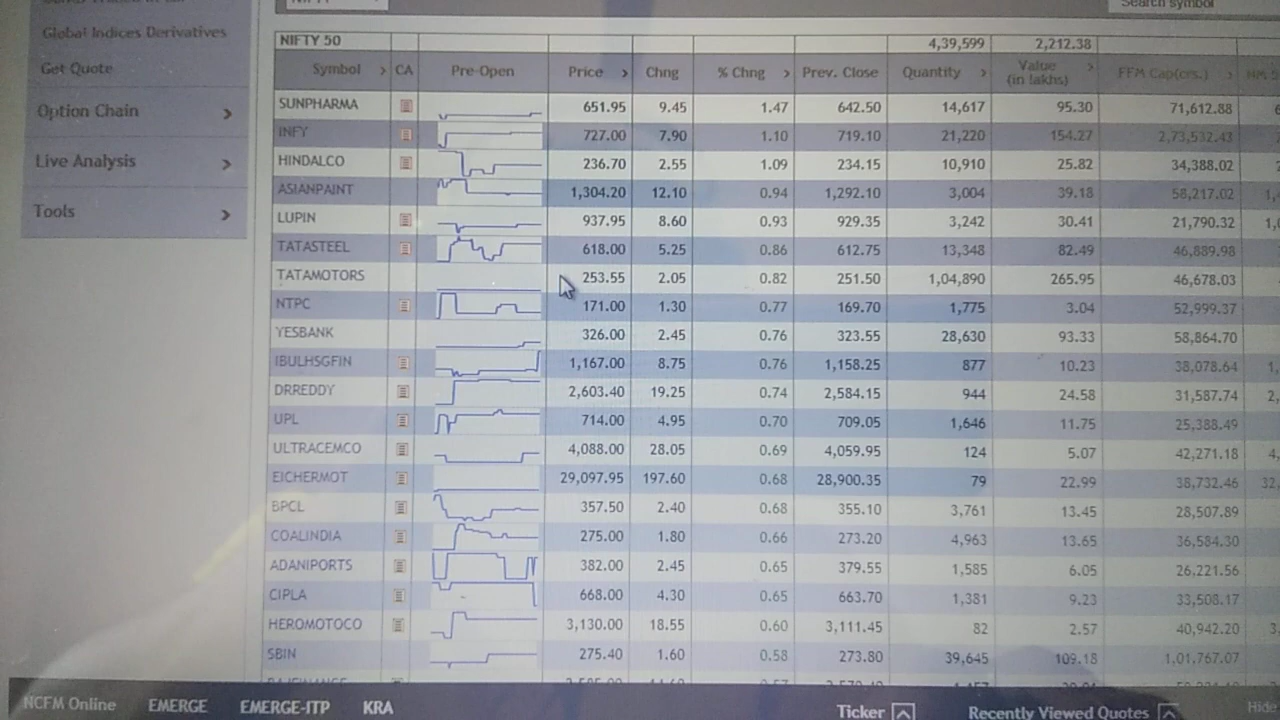 Global Indices Derivatives
Get Quote
Option Chain >
Live Analysis >
Tools >
Search symbol
NIFTY 50 4,39,599 2,212.38
Symbol > CA Pre-Open Price > Chng % Chng > Prev. Close Quantity > Value (in lakhs) > FFM Cap(crs.) >
SUNPHARMA 651.95 9.45 1.47 642.50 14,617 95.30 71,612.88
INFY 727.00 7.90 1.10 719.10 21,220 154.27 2,73,532.43
HINDALCO 236.70 2.55 1.09 234.15 10,910 25.82 34,388.02
ASIANPAINT 1,304.20 12.10 0.94 1,292.10 3,004 39.18 58,217.02
LUPIN 937.95 8.60 0.93 929.35 3,242 30.41 21,790.32
TATASTEEL 618.00 5.25 0.86 612.75 13,348 82.49 46,889.98
TATAMOTORS 253.55 2.05 0.82 251.50 1,04,890 265.95 46,678.03
NTPC 171.00 1.30 0.77 169.70 1,775 3.04 52,999.37
YESBANK 326.00 2.45 0.76 323.55 28,630 93.33 58,864.70
IBULHSGFIN 1,167.00 8.75 0.76 1,158.25 877 10.23 38,078.64
DRREDDY 2,603.40 19.25 0.74 2,584.15 944 24.58 31,587.74
UPL 714.00 4.95 0.70 709.05 1,646 11.75 25,388.49
ULTRACEMCO 4,088.00 28.05 0.69 4,059.95 124 5.07 42,271.18
EICHERMOT 29,097.95 197.60 0.68 28,900.35 79 22.99 38,732.46
BPCL 357.50 2.40 0.68 355.10 3,761 13.45 28,507.89
COALINDIA 275.00 1.80 0.66 273.20 4,963 13.65 36,584.30
ADANIPORTS 382.00 2.45 0.65 379.55 1,585 6.05 26,221.56
CIPLA 668.00 4.30 0.65 663.70 1,381 9.23 33,508.17
HEROMOTOCO 3,130.00 18.55 0.60 3,111.45 82 2.57 40,942.20
SBIN 275.40 1.60 0.58 273.80 39,645 109.18 1,01,767.07
NCFM Online EMERGE EMERGE-ITP KRA Ticker Recently Viewed Quotes Hide